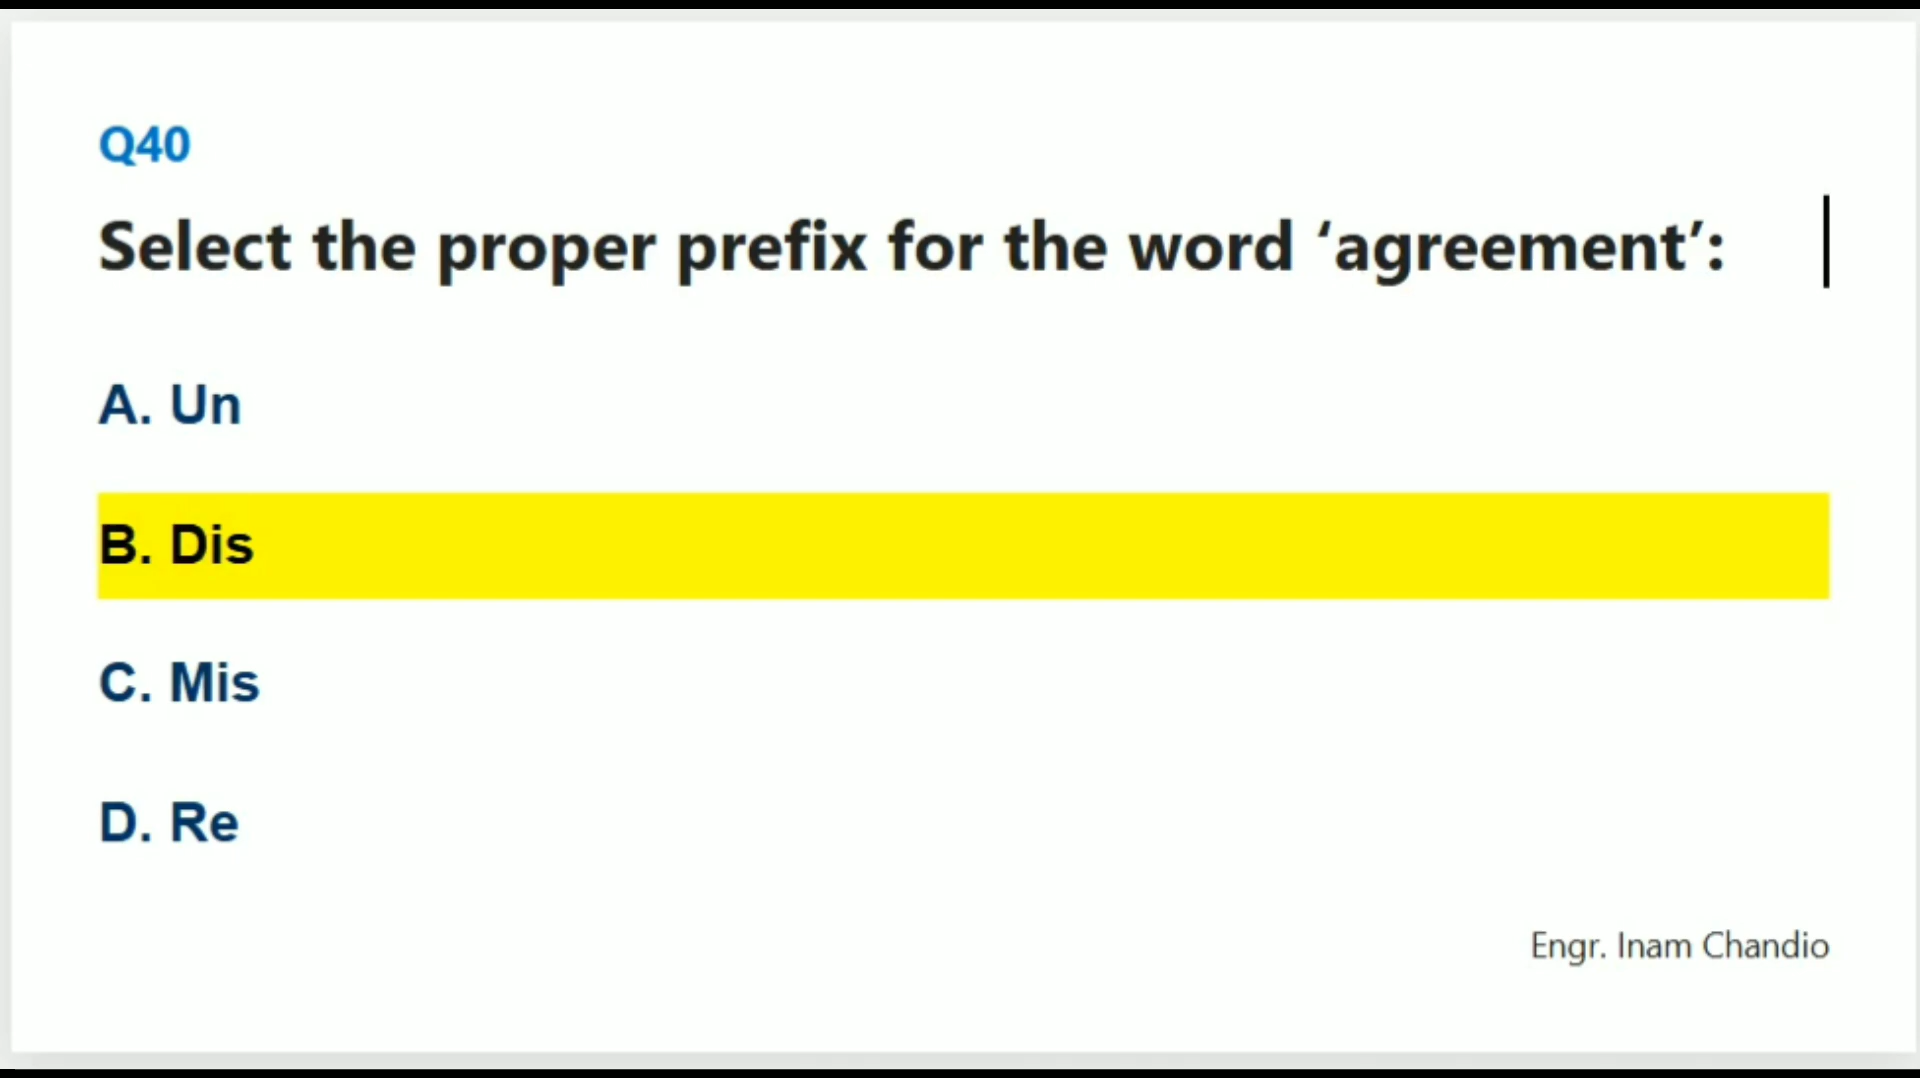 Q40
Select the proper prefix for the word ‘agreement’:
A. Un
B. Dis
C. Mis
D. Re
Engr. Inam Chandio